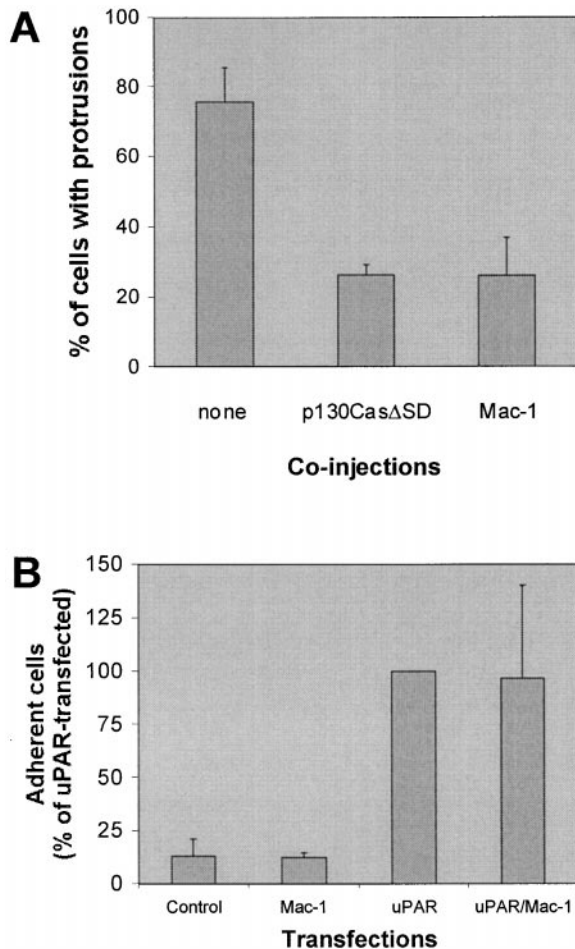 A
% of cells with protrusions
100
80
60
40
20
0
none p130CasΔSD Mac-1
Co-injections
B
Adherent cells
(% of uPAR-transfected)
150
125
100
75
50
25
0
Control Mac-1 uPAR uPAR/Mac-1
Transfections